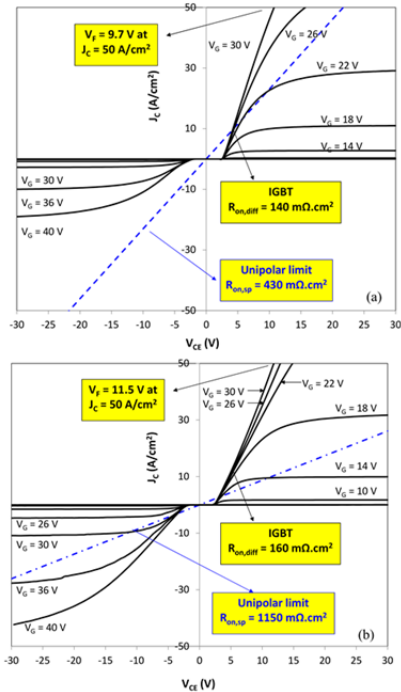 V_F = 9.7 V at
J_C = 50 A/cm²
J_C (A/cm²)
50
V_G = 30 V
V_G = 26 V
30
V_G = 22 V
V_G = 18 V
10
V_G = 14 V
V_G = 30 V
-10
V_G = 36 V
V_G = 40 V
IGBT
R_on,diff = 140 mΩ.cm²
-30
Unipolar limit
R_on,sp = 430 mΩ.cm²
(a)
-50
-30 -25 -20 -15 -10 -5 0 5 10 15 20 25 30
V_CE (V)
V_F = 11.5 V at
J_C = 50 A/cm²
J_C (A/cm²)
50
V_G = 30 V
V_G = 26 V
V_G = 22 V
30
V_G = 18 V
V_G = 14 V
10
V_G = 10 V
V_G = 26 V
V_G = 30 V
-10
V_G = 36 V
V_G = 40 V
IGBT
R_on,diff = 160 mΩ.cm²
-30
Unipolar limit
R_on,sp = 1150 mΩ.cm²
(b)
-50
-30 -25 -20 -15 -10 -5 0 5 10 15 20 25 30
V_CE (V)